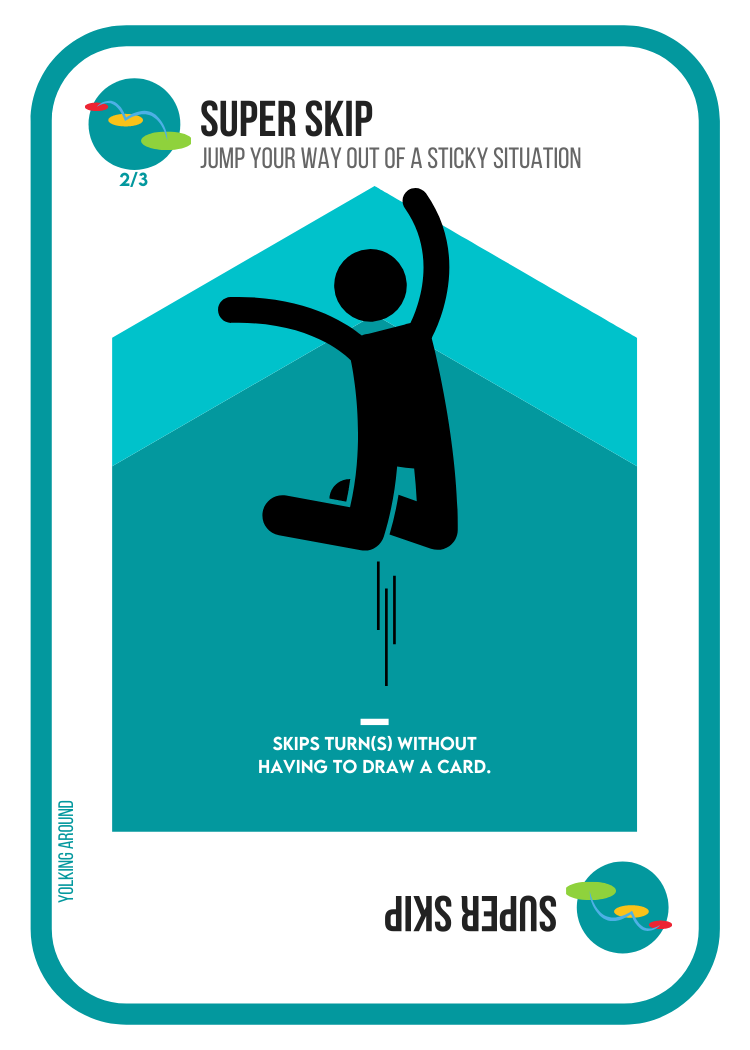 SUPER SKIP
JUMP YOUR WAY OUT OF A STICKY SITUATION
2/3
SKIPS TURN(S) WITHOUT
HAVING TO DRAW A CARD.
YOLKING AROUND
SUPER SKIP